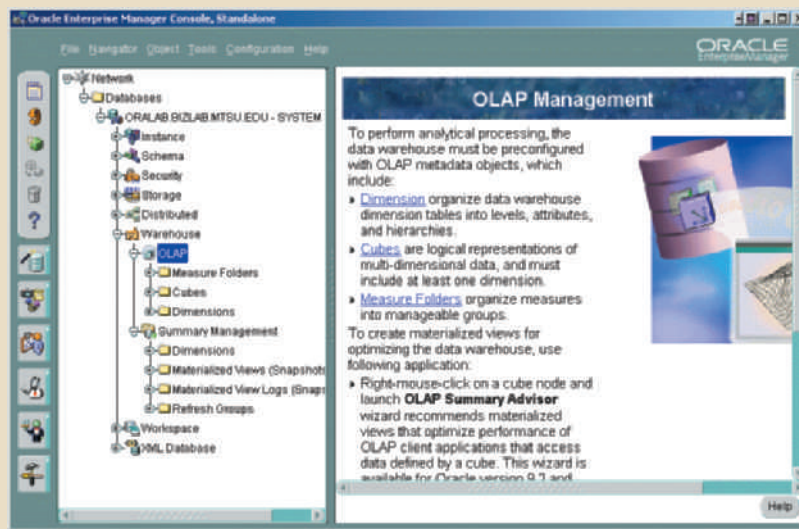 Oracle Enterprise Manager Console, Standalone
File Navigator Object Tools Configuration Help
ORACLE
EnterpriseManager
Network
Databases
ORALAB.BIZLAB.MTSU.EDU - SYSTEM
Instance
Schema
Security
Storage
Distributed
Warehouse
OLAP
Measure Folders
Cubes
Dimensions
Summary Management
Dimensions
Materialized Views (Snapshots
Materialized View Logs (Snaps
Refresh Groups
Workspace
XML Database
OLAP Management
To perform analytical processing, the
data warehouse must be preconfigured
with OLAP metadata objects, which
include:
Dimension organize data warehouse
dimension tables into levels, attributes,
and hierarchies.
Cubes are logical representations of
multi-dimensional data, and must
include at least one dimension.
Measure Folders organize measures
into manageable groups.
To create materialized views for
optimizing the data warehouse, use
following application:
Right-mouse-click on a cube node and
launch OLAP Summary Advisor
wizard recommends materialized
views that optimize performance of
OLAP client applications that access
data defined by a cube. This wizard is
available for Oracle version 9.2 and
Help